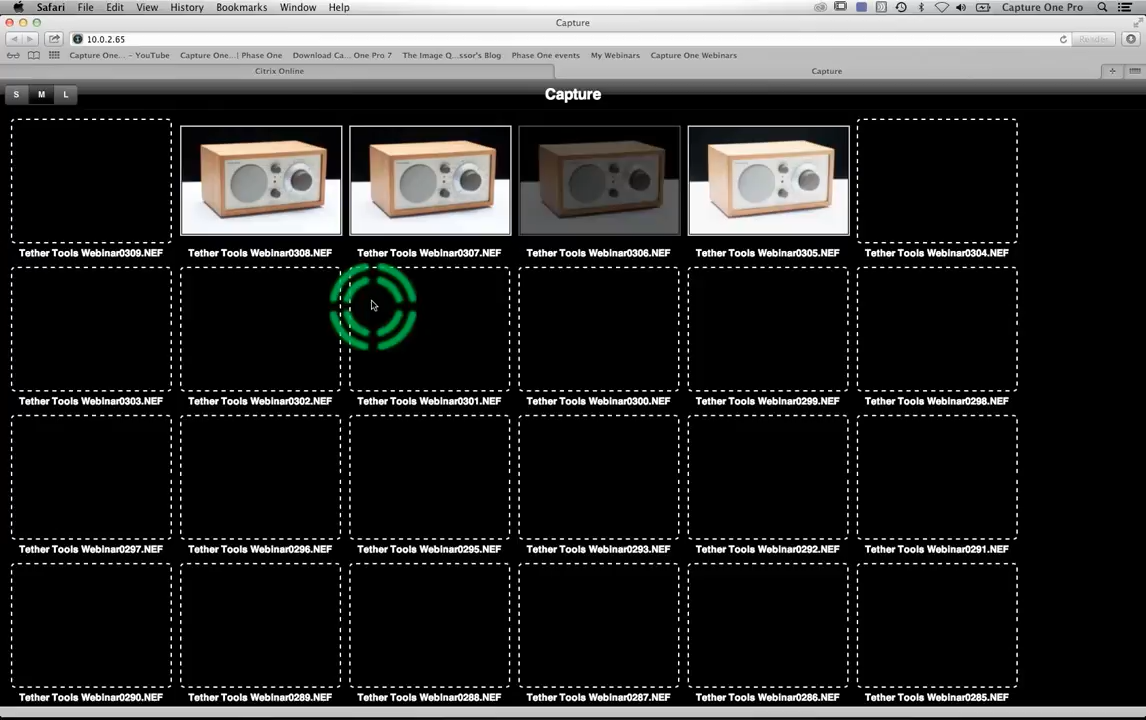 Safari File Edit View History Bookmarks Window Help Capture One Pro
Capture
10.0.2.65 Reader
Capture One... – YouTube Capture One...| Phase One Download Ca... One Pro 7 The Image Q...ssor's Blog Phase One events My Webinars Capture One Webinars
Citrix Online Capture
S M L Capture
Tether Tools Webinar0309.NEF Tether Tools Webinar0308.NEF Tether Tools Webinar0307.NEF Tether Tools Webinar0306.NEF Tether Tools Webinar0305.NEF Tether Tools Webinar0304.NEF
Tether Tools Webinar0303.NEF Tether Tools Webinar0302.NEF Tether Tools Webinar0301.NEF Tether Tools Webinar0300.NEF Tether Tools Webinar0299.NEF Tether Tools Webinar0298.NEF
Tether Tools Webinar0297.NEF Tether Tools Webinar0296.NEF Tether Tools Webinar0295.NEF Tether Tools Webinar0293.NEF Tether Tools Webinar0292.NEF Tether Tools Webinar0291.NEF
Tether Tools Webinar0290.NEF Tether Tools Webinar0289.NEF Tether Tools Webinar0288.NEF Tether Tools Webinar0287.NEF Tether Tools Webinar0286.NEF Tether Tools Webinar0285.NEF